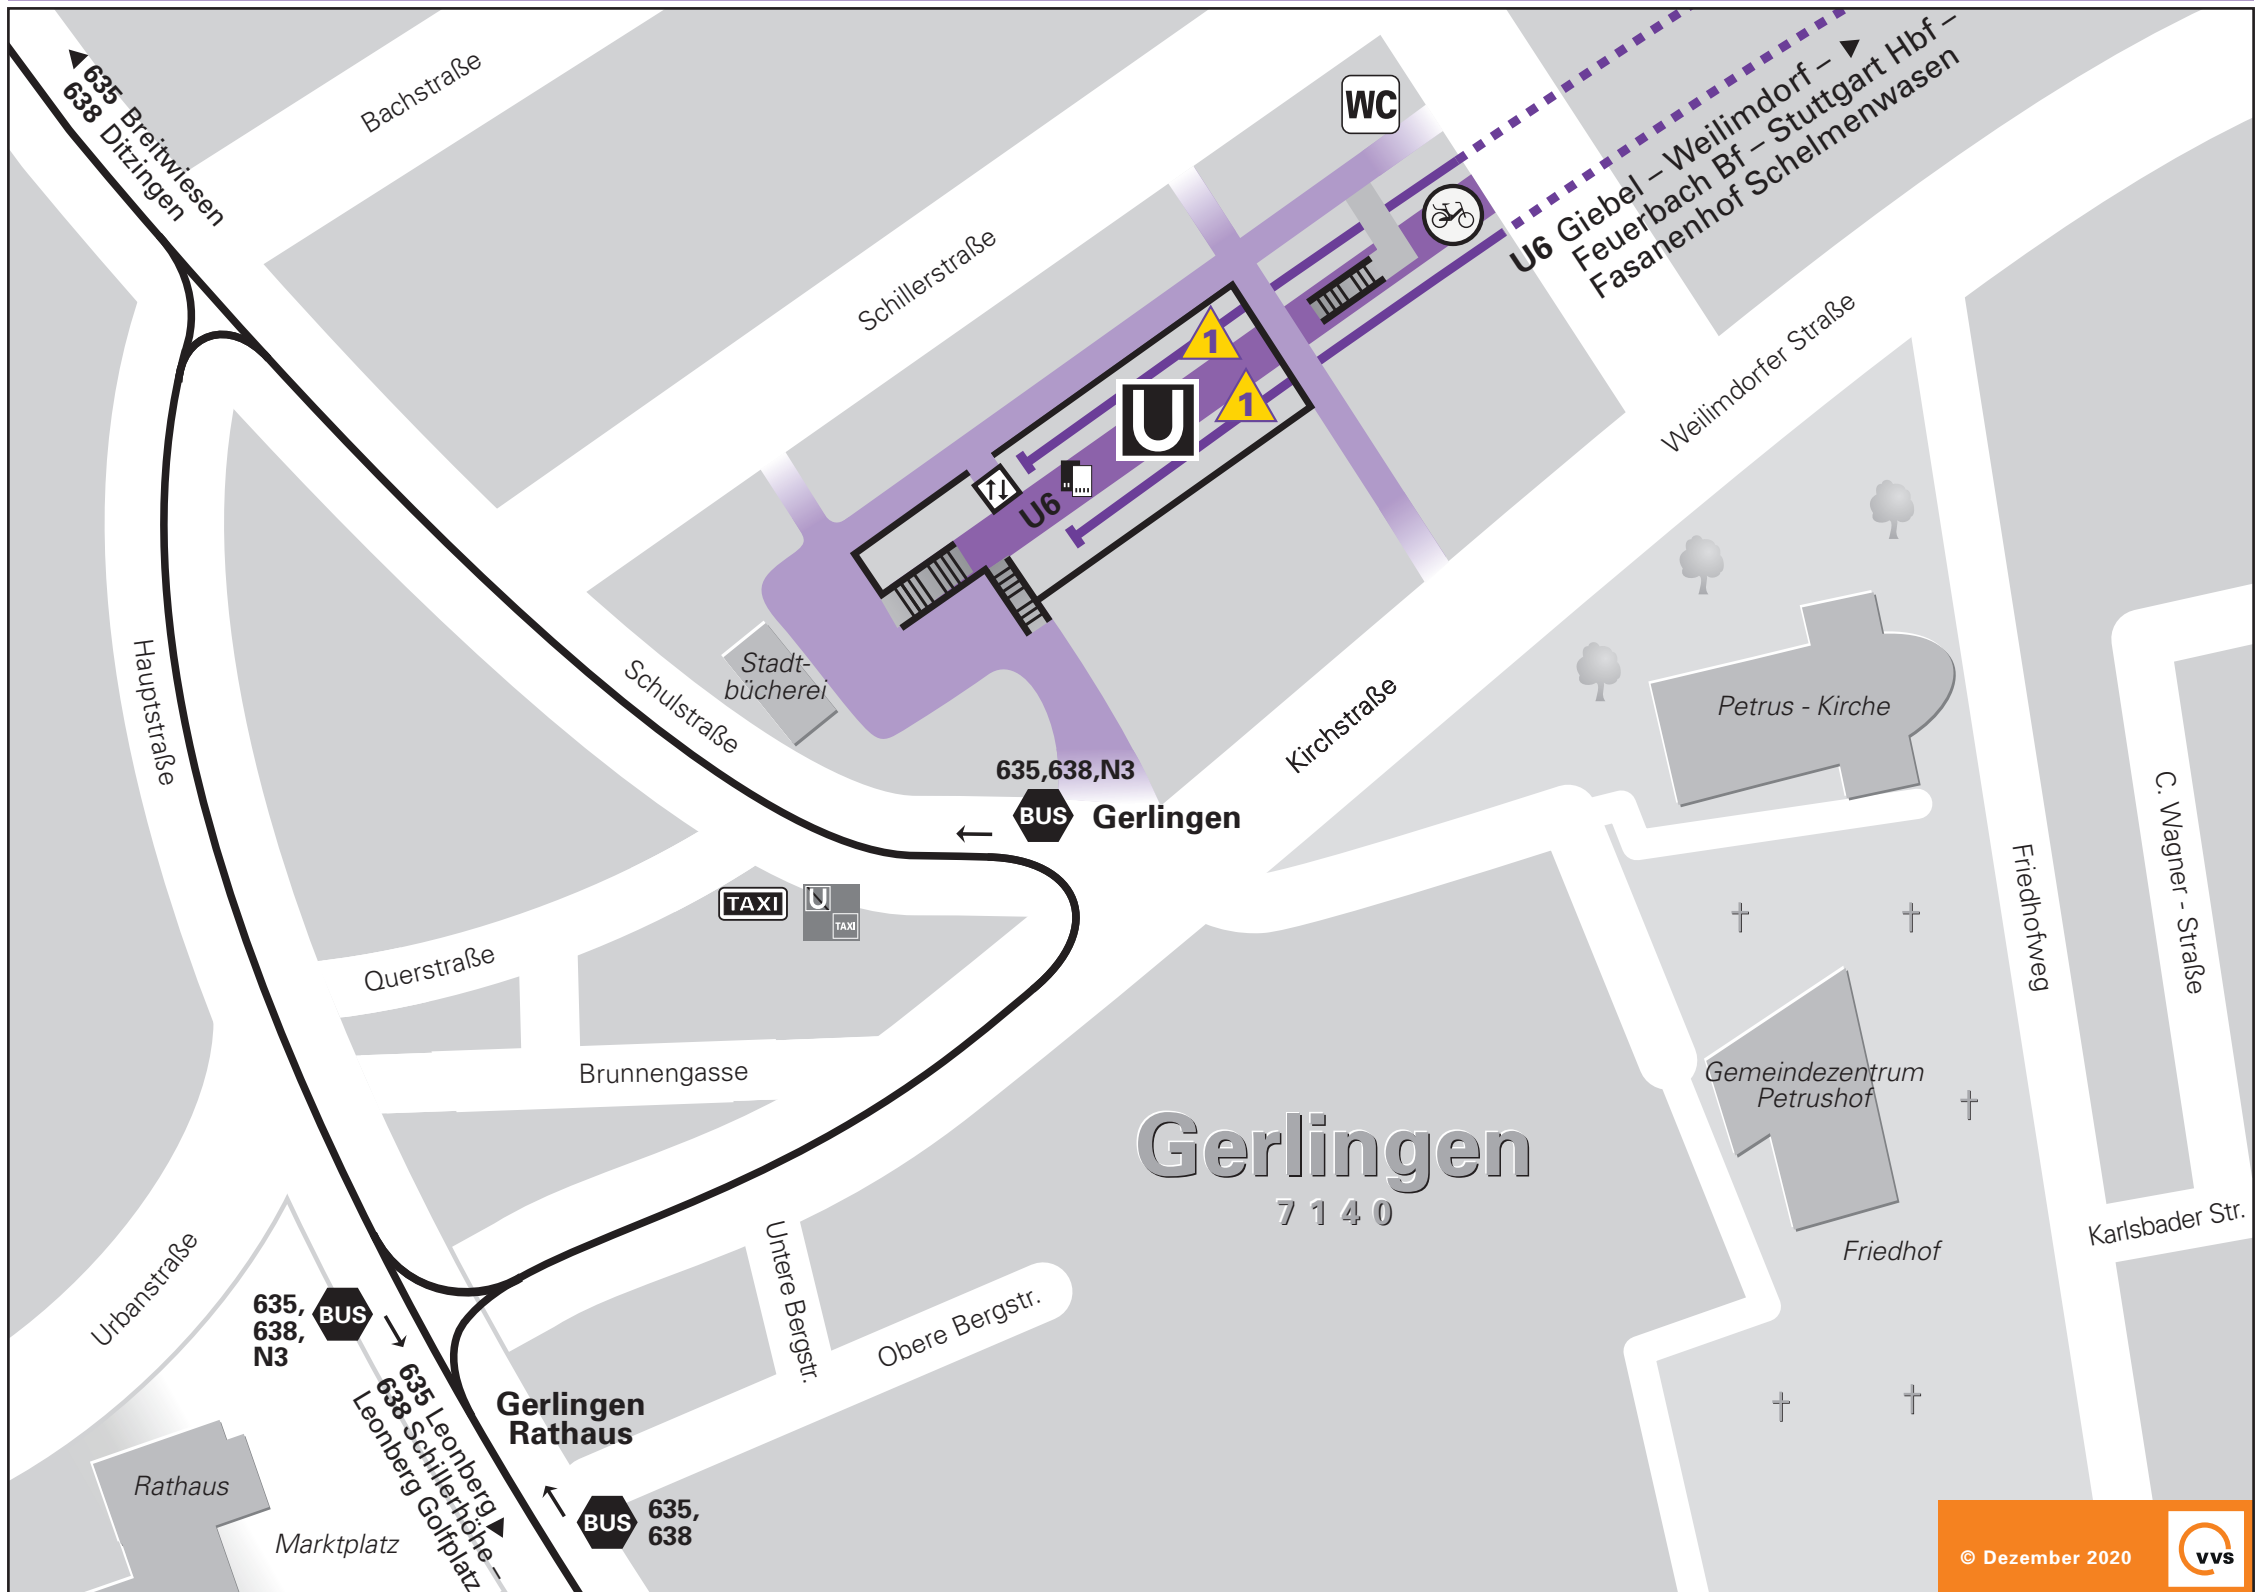 635 Breitwiesen
638 Ditzingen
Bachstraße
WC
U6 Giebel – Weilimdorf –
Feuerbach Bf – Stuttgart Hbf –
Fasanenhof Schelmenwasen
Schillerstraße
1
1
U
U6
Weilimdorfer Straße
Hauptstraße
Schulstraße
Stadt-
bücherei
Kirchstraße
Petrus - Kirche
635,638,N3
BUS
Gerlingen
C. Wagner - Straße
Friedhofweg
TAXI
U
TAXI
Querstraße
Brunnengasse
Gemeindezentrum
Petrushof
Gerlingen
7140
Friedhof
Karlsbader Str.
Urbanstraße
Untere Bergstr.
Obere Bergstr.
635,
638,
N3
BUS
635 Leonberg
638 Schillerhöhe –
Leonberg Golfplatz
Gerlingen
Rathaus
Rathaus
Marktplatz
BUS
635,
638
© Dezember 2020
vvs